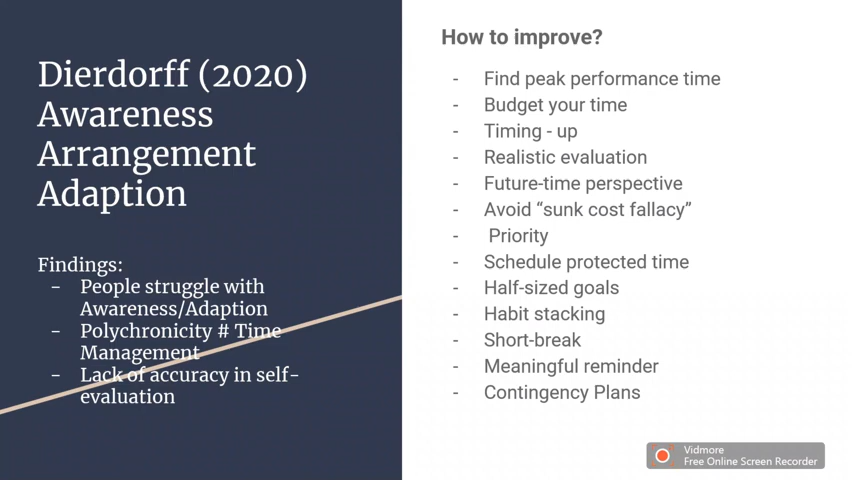 Dierdorff (2020)
Awareness
Arrangement
Adaption
Findings:
- People struggle with
Awareness/Adaption
- Polychronicity # Time
Management
- Lack of accuracy in self-
evaluation
How to improve?
- Find peak performance time
- Budget your time
- Timing - up
- Realistic evaluation
- Future-time perspective
- Avoid “sunk cost fallacy”
- Priority
- Schedule protected time
- Half-sized goals
- Habit stacking
- Short-break
- Meaningful reminder
- Contingency Plans
Vidmore
Free Online Screen Recorder